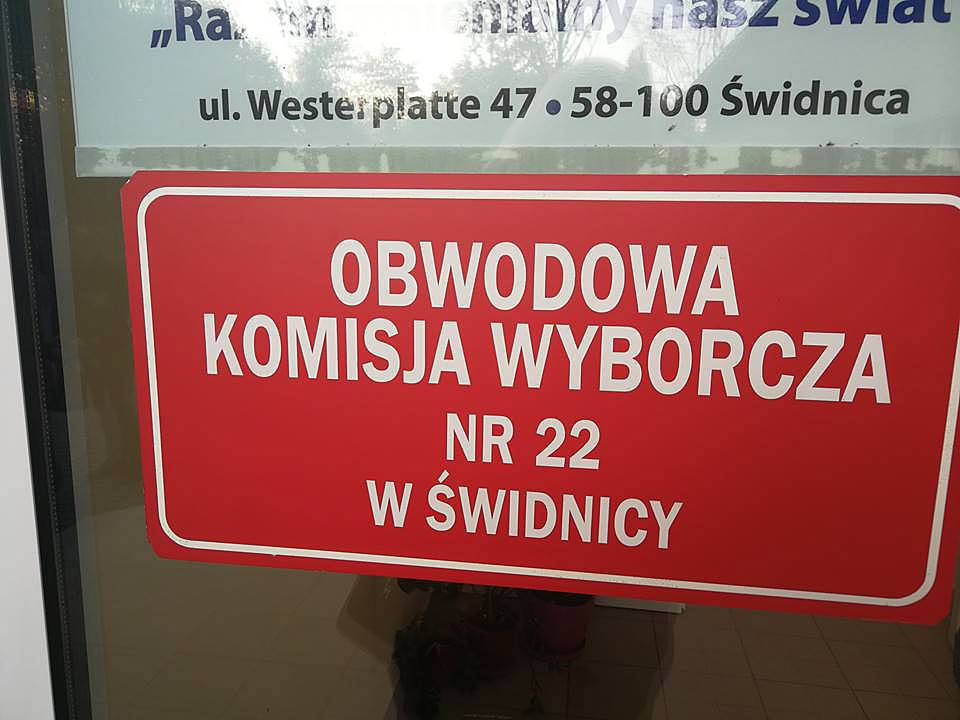 nasz świat
ul. Westerplatte 47 • 58-100 Świdnica
OBWODOWA
KOMISJA WYBORCZA
NR 22
W ŚWIDNICY